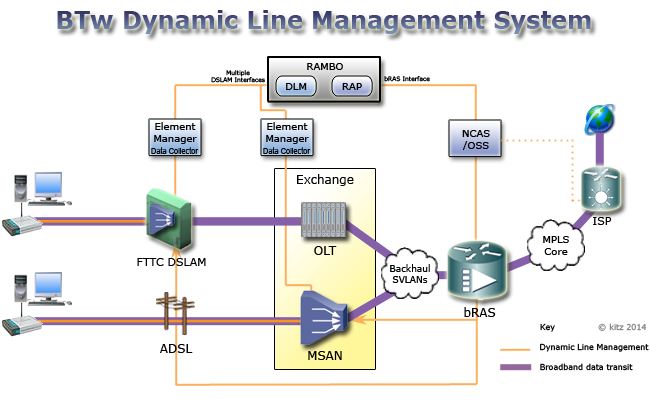 BTw Dynamic Line Management System
RAMBO
Multiple
DSLAM Interfaces
DLM
RAP
bRAS Interface
Element
Manager
Data Collector
Element
Manager
Data Collector
NCAS
/OSS
Exchange
ISP
OLT
FTTC DSLAM
MPLS
Core
Backhaul
SVLANs
bRAS
ADSL
MSAN
Key
© kitz 2014
Dynamic Line Management
Broadband data transit